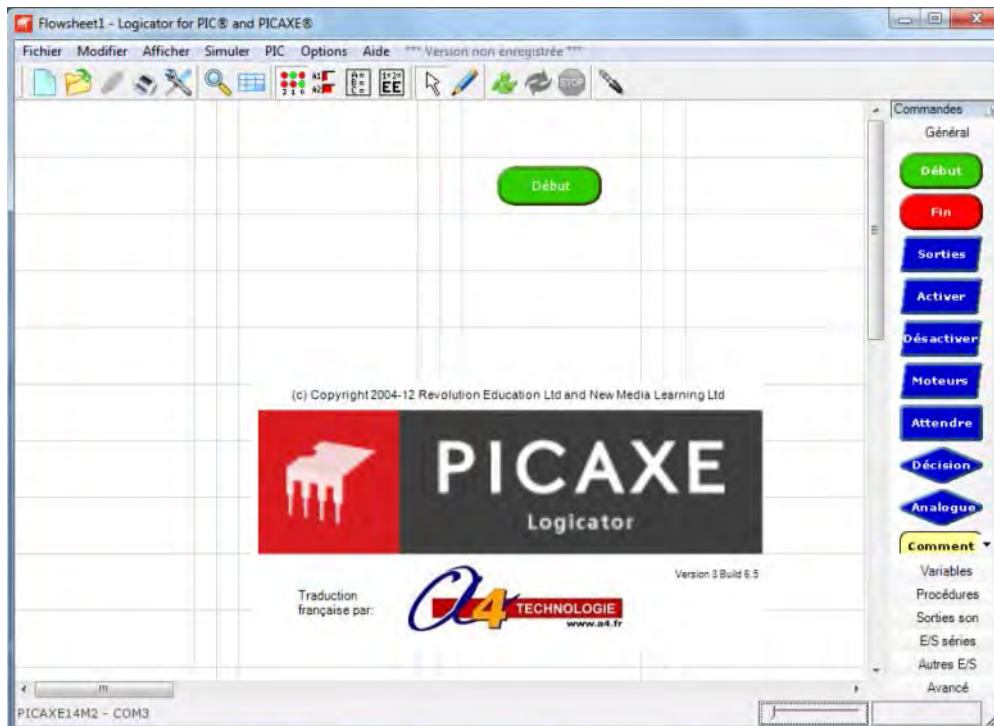 Flowsheet1 - Logicator for PIC® and PICAXE®
Fichier Modifier Afficher Simuler PIC Options Aide *** Version non enregistrée ***
Commandes
Général
Début
Début
Fin
Sorties
Activer
Désactiver
Moteurs
Attendre
Décision
Analogue
Comment
Variables
Procédures
Sorties son
E/S séries
Autres E/S
Avancé
(c) Copyright 2004-12 Revolution Education Ltd and New Media Learning Ltd
PICAXE
Logicator
Version 3 Build 6.5
Traduction
française par:
a4 TECHNOLOGIE
www.a4.fr
PICAXE14M2 - COM3